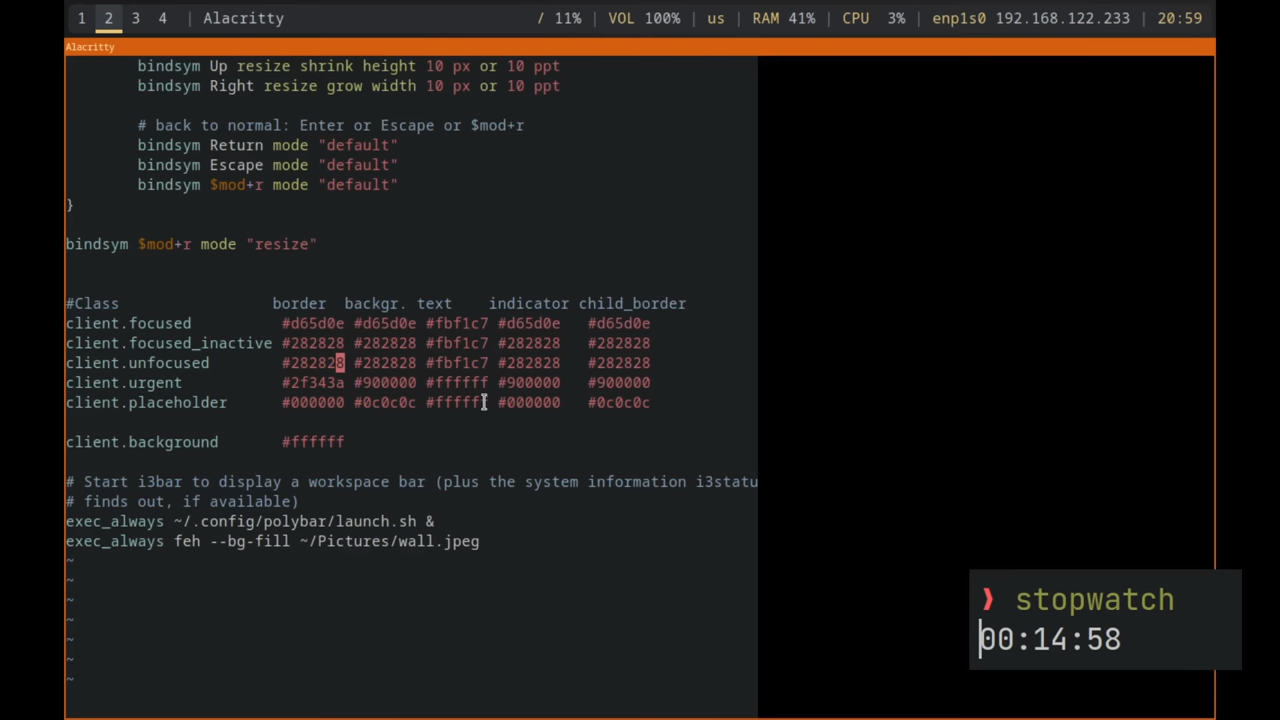 1 2 3 4 | Alacritty / 11% | VOL 100% | us | RAM 41% | CPU 3% | enp1s0 192.168.122.233 | 20:59
Alacritty
bindsym Up resize shrink height 10 px or 10 ppt
bindsym Right resize grow width 10 px or 10 ppt
# back to normal: Enter or Escape or $mod+r
bindsym Return mode "default"
bindsym Escape mode "default"
bindsym $mod+r mode "default"
}
bindsym $mod+r mode "resize"
#Class border backgr. text indicator child_border
client.focused #d65d0e #d65d0e #fbf1c7 #d65d0e #d65d0e
client.focused_inactive #282828 #282828 #fbf1c7 #282828 #282828
client.unfocused #282828 #282828 #fbf1c7 #282828 #282828
client.urgent #2f343a #900000 #ffffff #900000 #900000
client.placeholder #000000 #0c0c0c #ffffff #000000 #0c0c0c
client.background #ffffff
# Start i3bar to display a workspace bar (plus the system information i3statu
# finds out, if available)
exec_always ~/.config/polybar/launch.sh &
exec_always feh --bg-fill ~/Pictures/wall.jpeg
~
~
~
~
~
~
~
❯ stopwatch
00:14:58